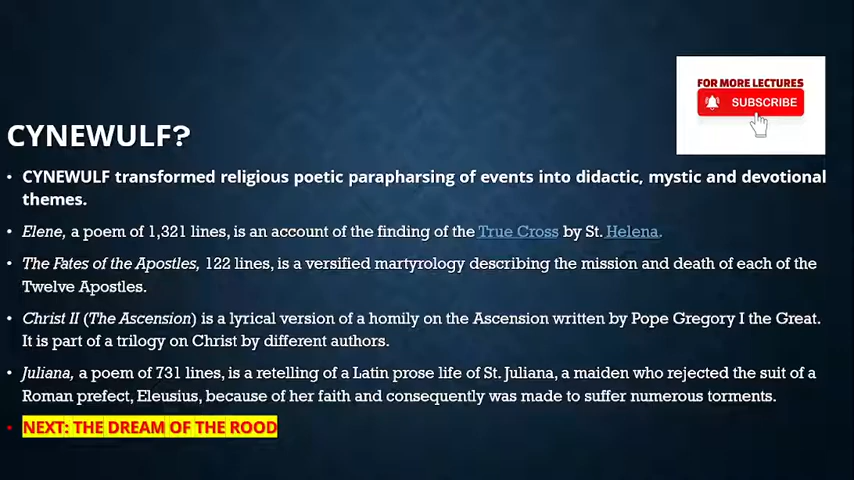 FOR MORE LECTURES
SUBSCRIBE
CYNEWULF?
• CYNEWULF transformed religious poetic parapharsing of events into didactic, mystic and devotional
themes.
• Elene, a poem of 1,321 lines, is an account of the finding of the True Cross by St. Helena.
• The Fates of the Apostles, 122 lines, is a versified martyrology describing the mission and death of each of the
Twelve Apostles.
• Christ II (The Ascension) is a lyrical version of a homily on the Ascension written by Pope Gregory I the Great.
It is part of a trilogy on Christ by different authors.
• Juliana, a poem of 731 lines, is a retelling of a Latin prose life of St. Juliana, a maiden who rejected the suit of a
Roman prefect, Eleusius, because of her faith and consequently was made to suffer numerous torments.
• NEXT: THE DREAM OF THE ROOD